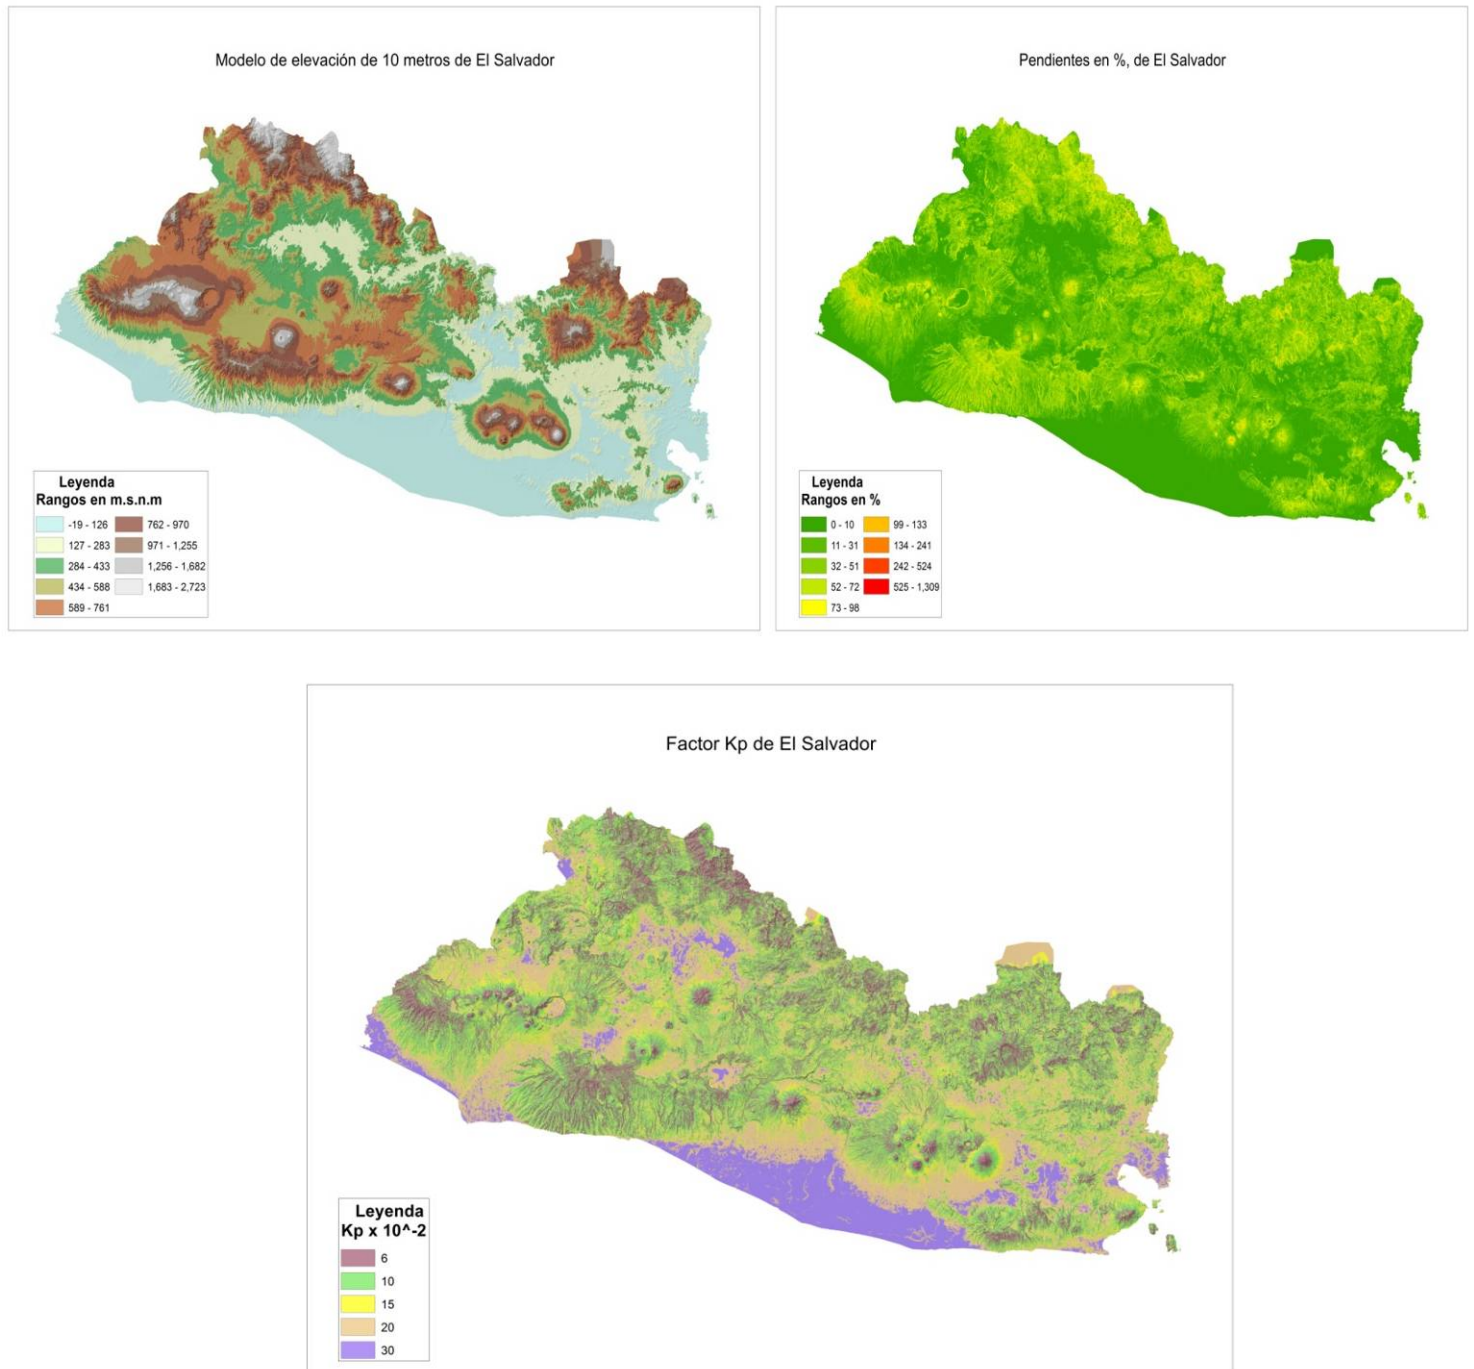 Modelo de elevación de 10 metros de El Salvador
Leyenda
Rangos en m.s.n.m
-19 - 126
762 - 970
127 - 283
971 - 1,255
284 - 433
1,256 - 1,682
434 - 588
1,683 - 2,723
589 - 761
Pendientes en %, de El Salvador
Leyenda
Rangos en %
0 - 10
99 - 133
11 - 31
134 - 241
32 - 51
242 - 524
52 - 72
525 - 1,309
73 - 98
Factor Kp de El Salvador
Leyenda
Kp x 10^-2
6
10
15
20
30